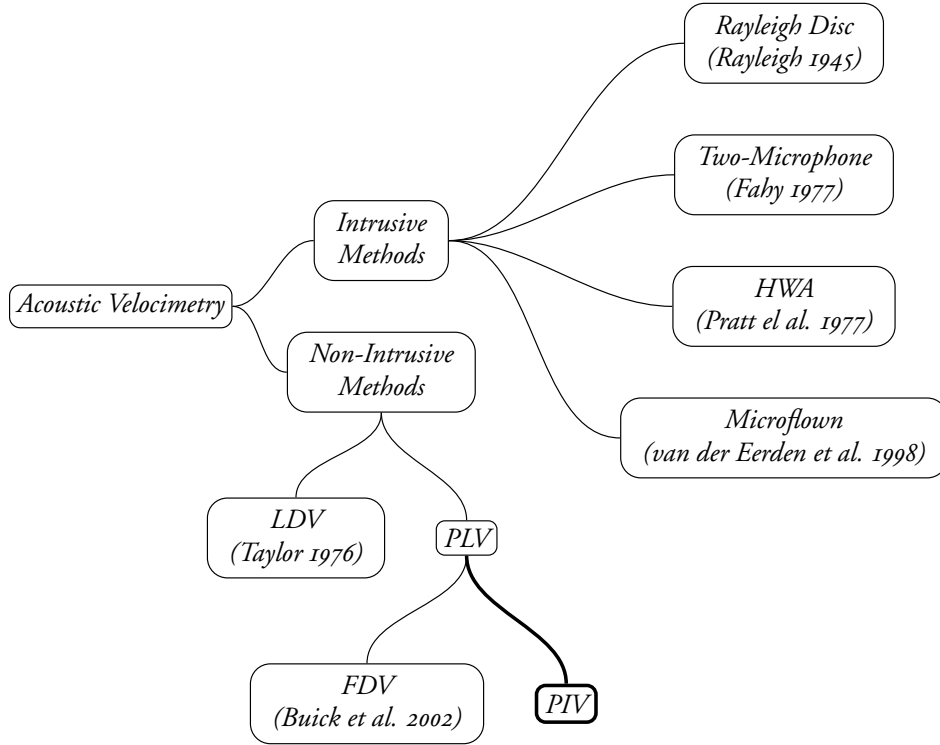 Rayleigh Disc
(Rayleigh 1945)
Two-Microphone
(Fahy 1977)
Intrusive
Methods
HWA
(Pratt el al. 1977)
Acoustic Velocimetry
Non-Intrusive
Methods
Microflown
(van der Eerden et al. 1998)
LDV
(Taylor 1976)
PLV
FDV
(Buick et al. 2002)
PIV